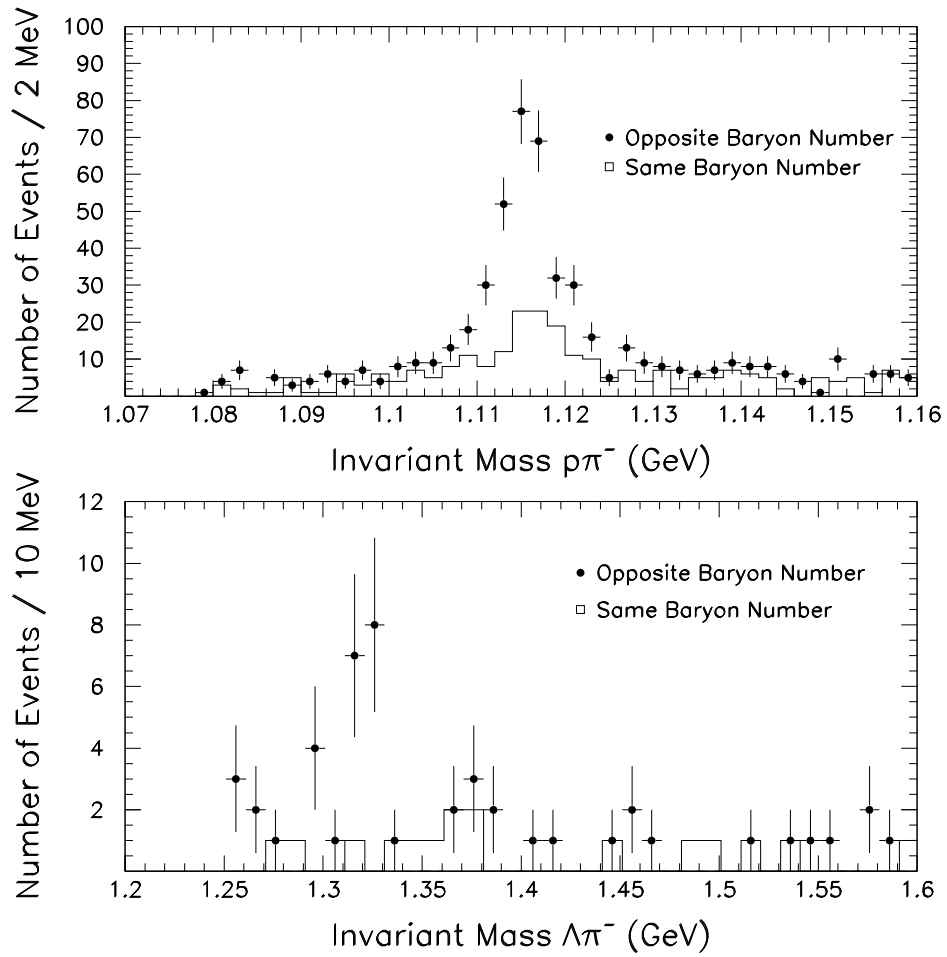 Number of Events / 2 MeV
100
90
80
70
60
50
40
30
20
10
Opposite Baryon Number
Same Baryon Number
1.07 1.08 1.09 1.1 1.11 1.12 1.13 1.14 1.15 1.16
Invariant Mass pπ⁻ (GeV)
Number of Events / 10 MeV
12
10
8
6
4
2
Opposite Baryon Number
Same Baryon Number
1.2 1.25 1.3 1.35 1.4 1.45 1.5 1.55 1.6
Invariant Mass Λπ⁻ (GeV)